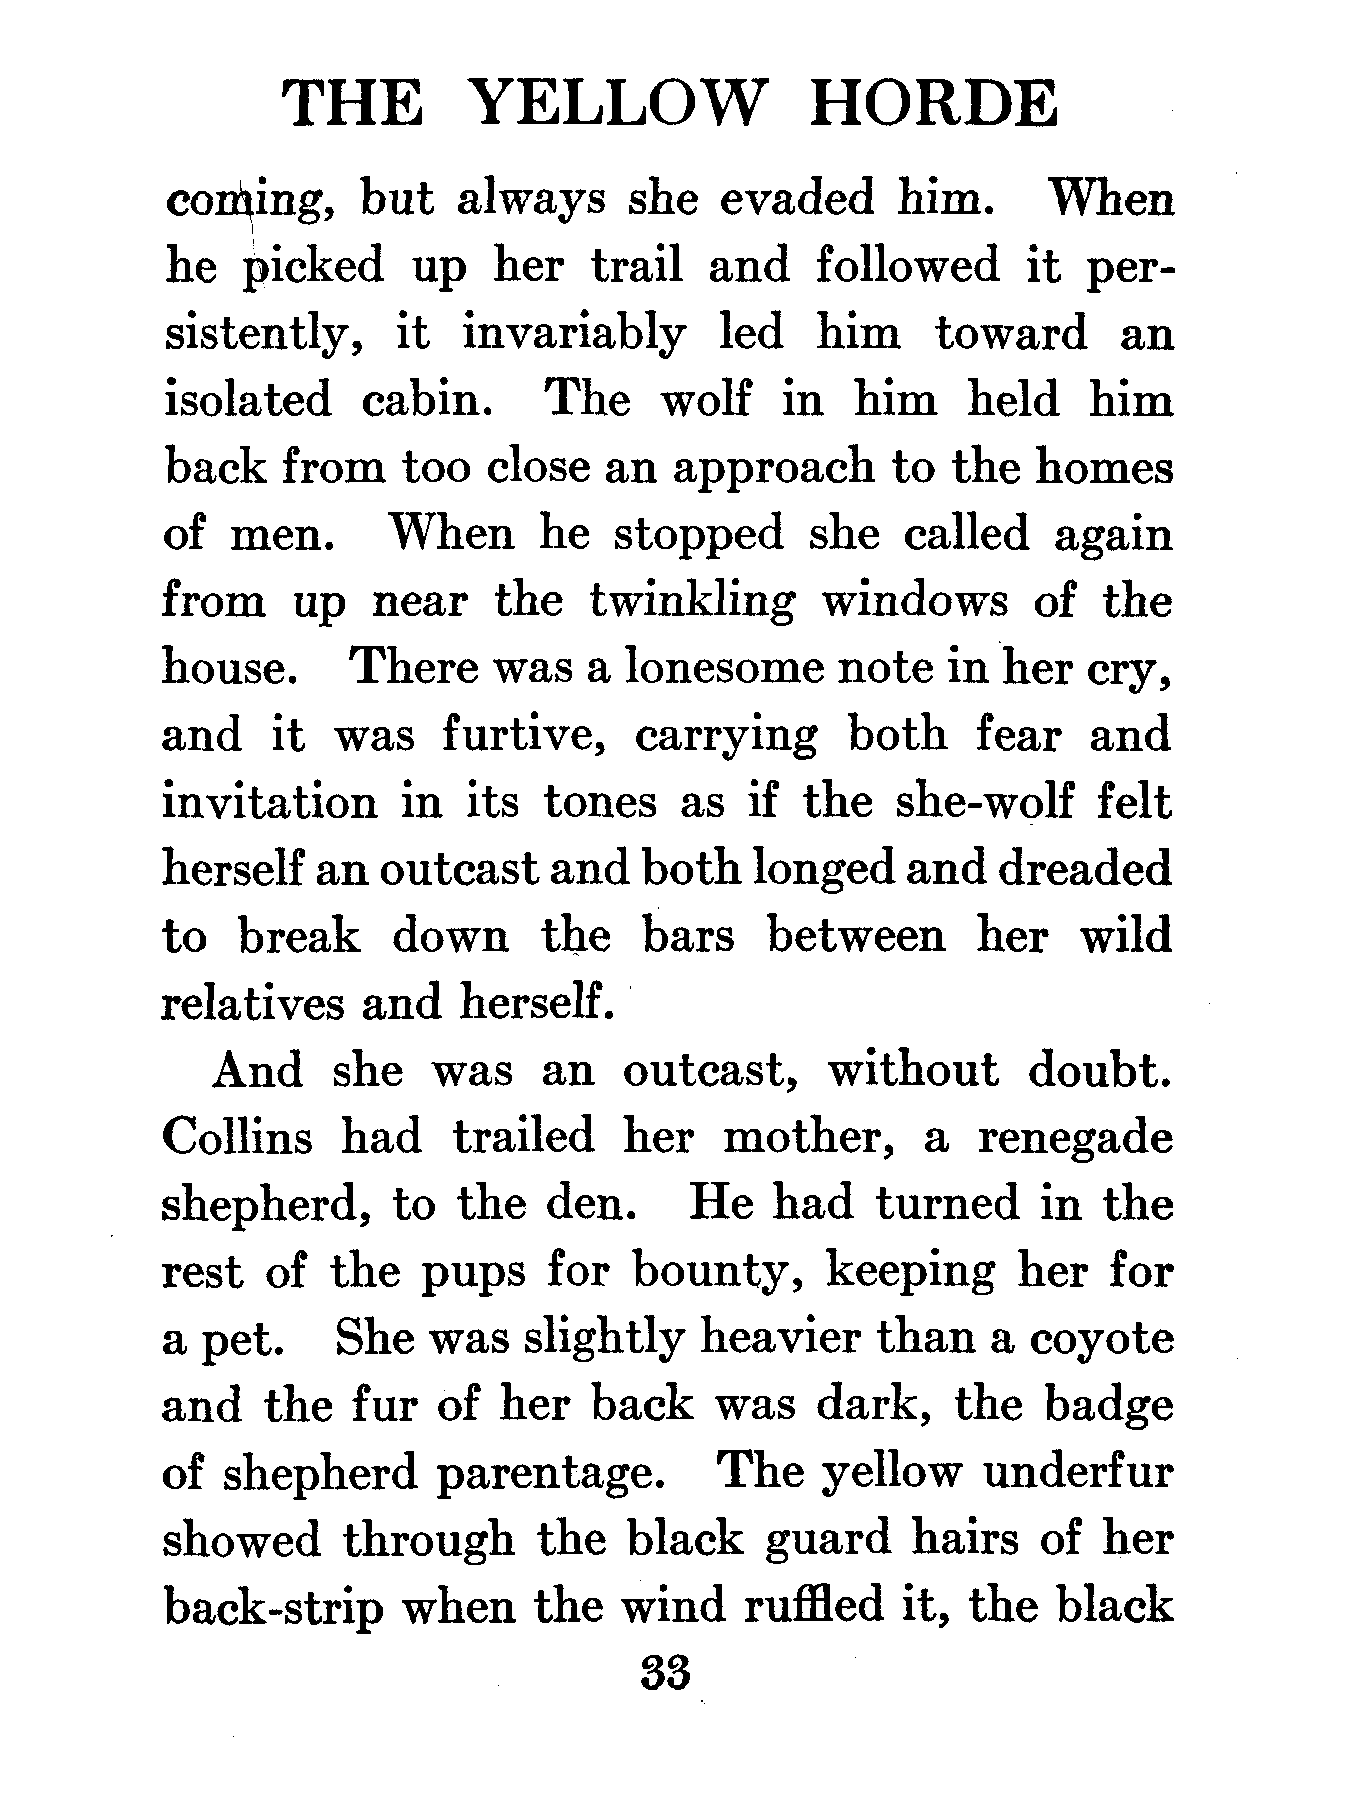 THE YELLOW HORDE
coming, but always she evaded him. When
he picked up her trail and followed it per-
sistently, it invariably led him toward an
isolated cabin. The wolf in him held him
back from too close an approach to the homes
of men. When he stopped she called again
from up near the twinkling windows of the
house. There was a lonesome note in her cry,
and it was furtive, carrying both fear and
invitation in its tones as if the she-wolf felt
herself an outcast and both longed and dreaded
to break down the bars between her wild
relatives and herself.
And she was an outcast, without doubt.
Collins had trailed her mother, a renegade
shepherd, to the den. He had turned in the
rest of the pups for bounty, keeping her for
a pet. She was slightly heavier than a coyote
and the fur of her back was dark, the badge
of shepherd parentage. The yellow underfur
showed through the black guard hairs of her
back-strip when the wind ruffled it, the black
33